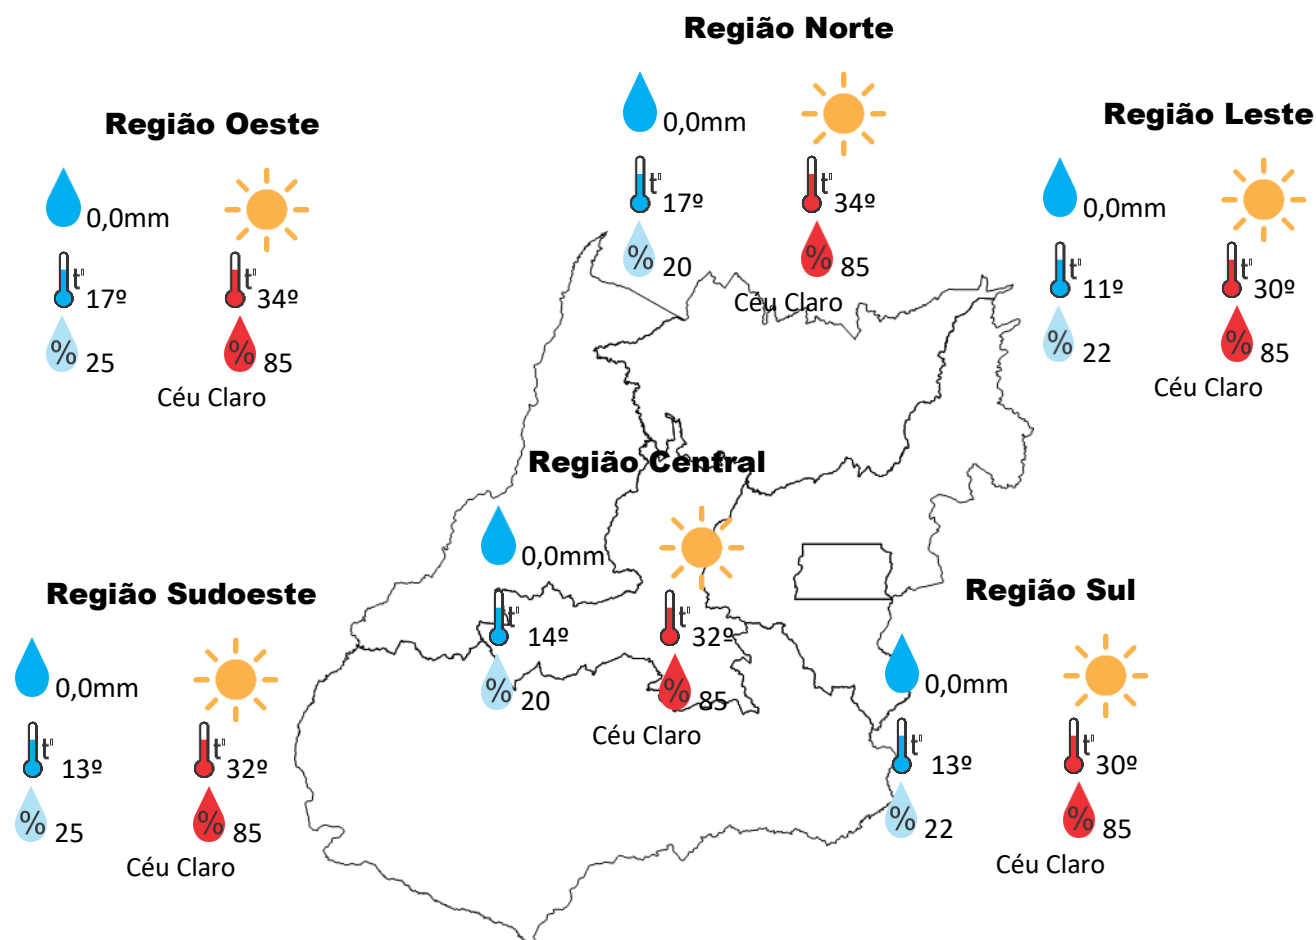 Região Norte
0,0mm
t°
17º
t°
34º
% 20
% 85
Céu Claro
Região Oeste
0,0mm
t°
17º
t°
34º
% 25
% 85
Céu Claro
Região Leste
0,0mm
t°
11º
t°
30º
% 22
% 85
Céu Claro
Região Central
0,0mm
t°
14º
t°
32º
% 20
% 85
Céu Claro
Região Sudoeste
0,0mm
t°
13º
t°
32º
% 25
% 85
Céu Claro
Região Sul
0,0mm
t°
13º
t°
30º
% 22
% 85
Céu Claro